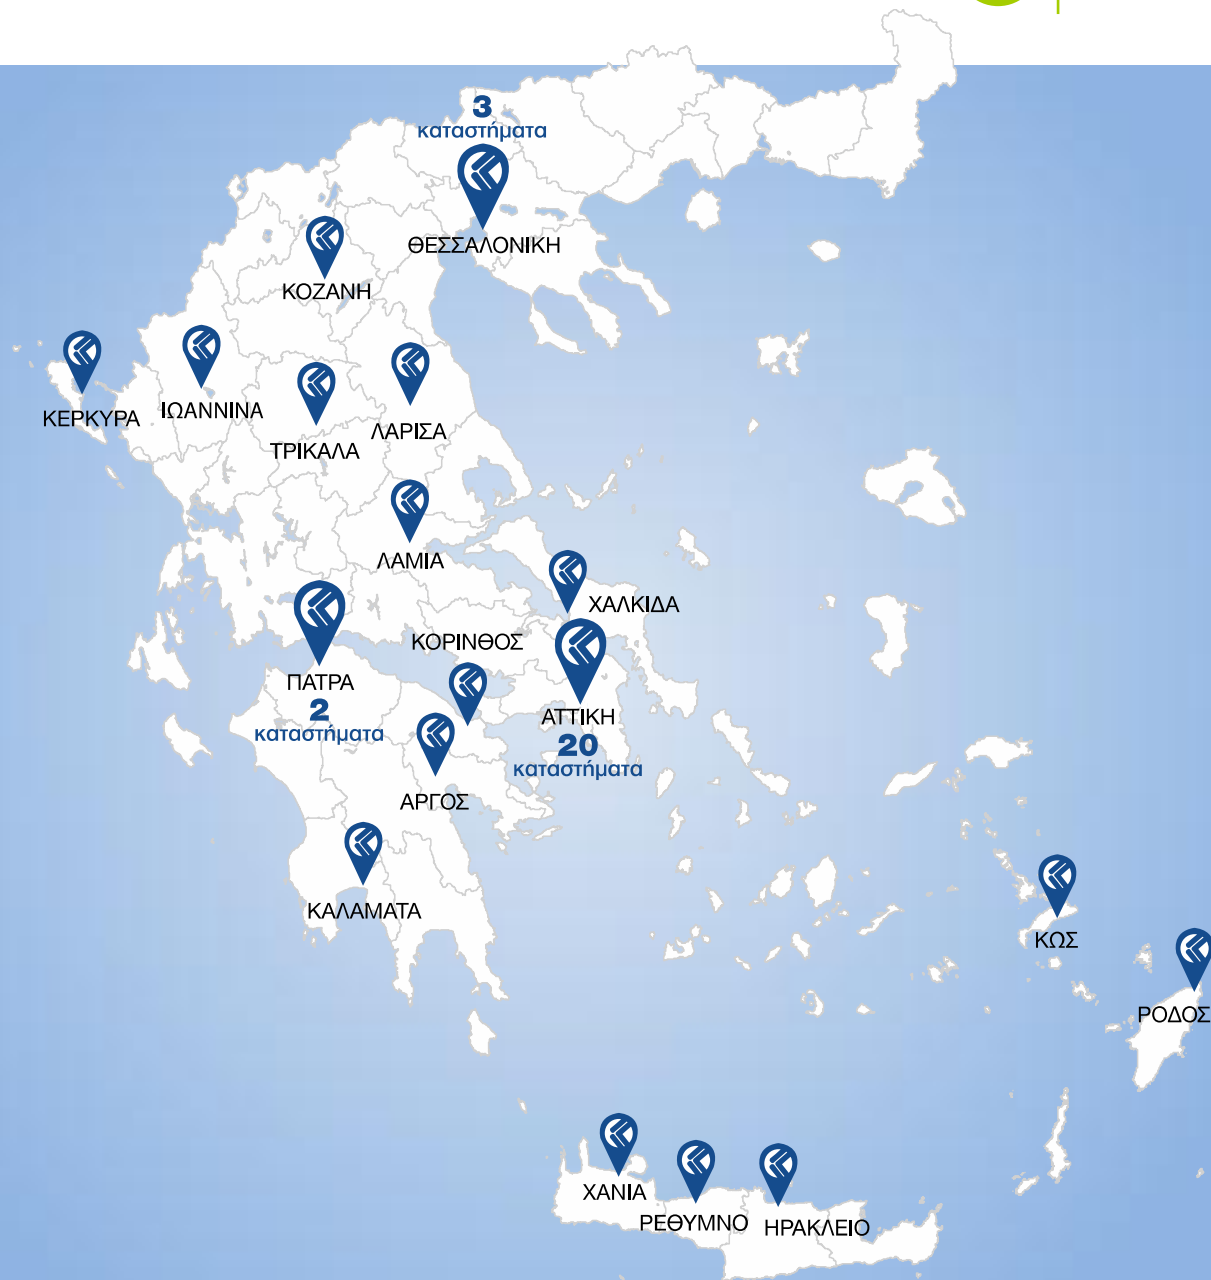 3
καταστήματα
ΘΕΣΣΑΛΟΝΙΚΗ
ΚΟΖΑΝΗ
ΚΕΡΚΥΡΑ
ΙΩΑΝΝΙΝΑ
ΤΡΙΚΑΛΑ
ΛΑΡΙΣΑ
ΛΑΜΙΑ
ΧΑΛΚΙΔΑ
ΚΟΡΙΝΘΟΣ
ΠΑΤΡΑ
2
καταστήματα
ΑΤΤΙΚΗ
20
καταστήματα
ΑΡΓΟΣ
ΚΑΛΑΜΑΤΑ
ΚΩΣ
ΡΟΔΟΣ
ΧΑΝΙΑ
ΡΕΘΥΜΝΟ
ΗΡΑΚΛΕΙΟ